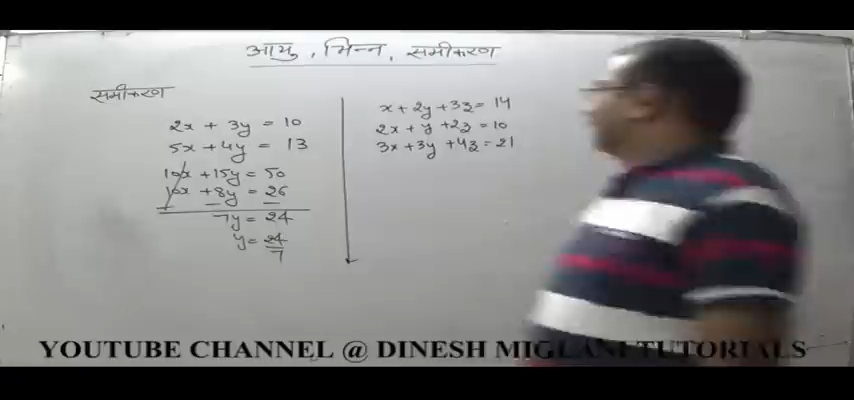 आयु, भिन्न, समीकरण
समीकरण
2x + 3y = 10
5x + 4y = 13
10x + 15y = 50
10x + 8y = 26
7y = 24
y = 24/7
x + 2y + 3z = 14
2x + y + 2z = 10
3x + 3y + 4z = 21
YOUTUBE CHANNEL @ DINESH MIGLANI TUTORIALS